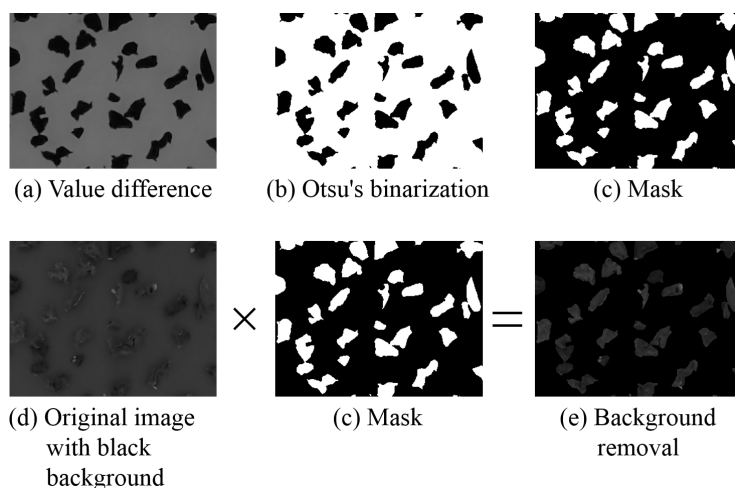 (a) Value difference
(b) Otsu's binarization
(c) Mask
×
=
(d) Original image
with black
background
(c) Mask
(e) Background
removal